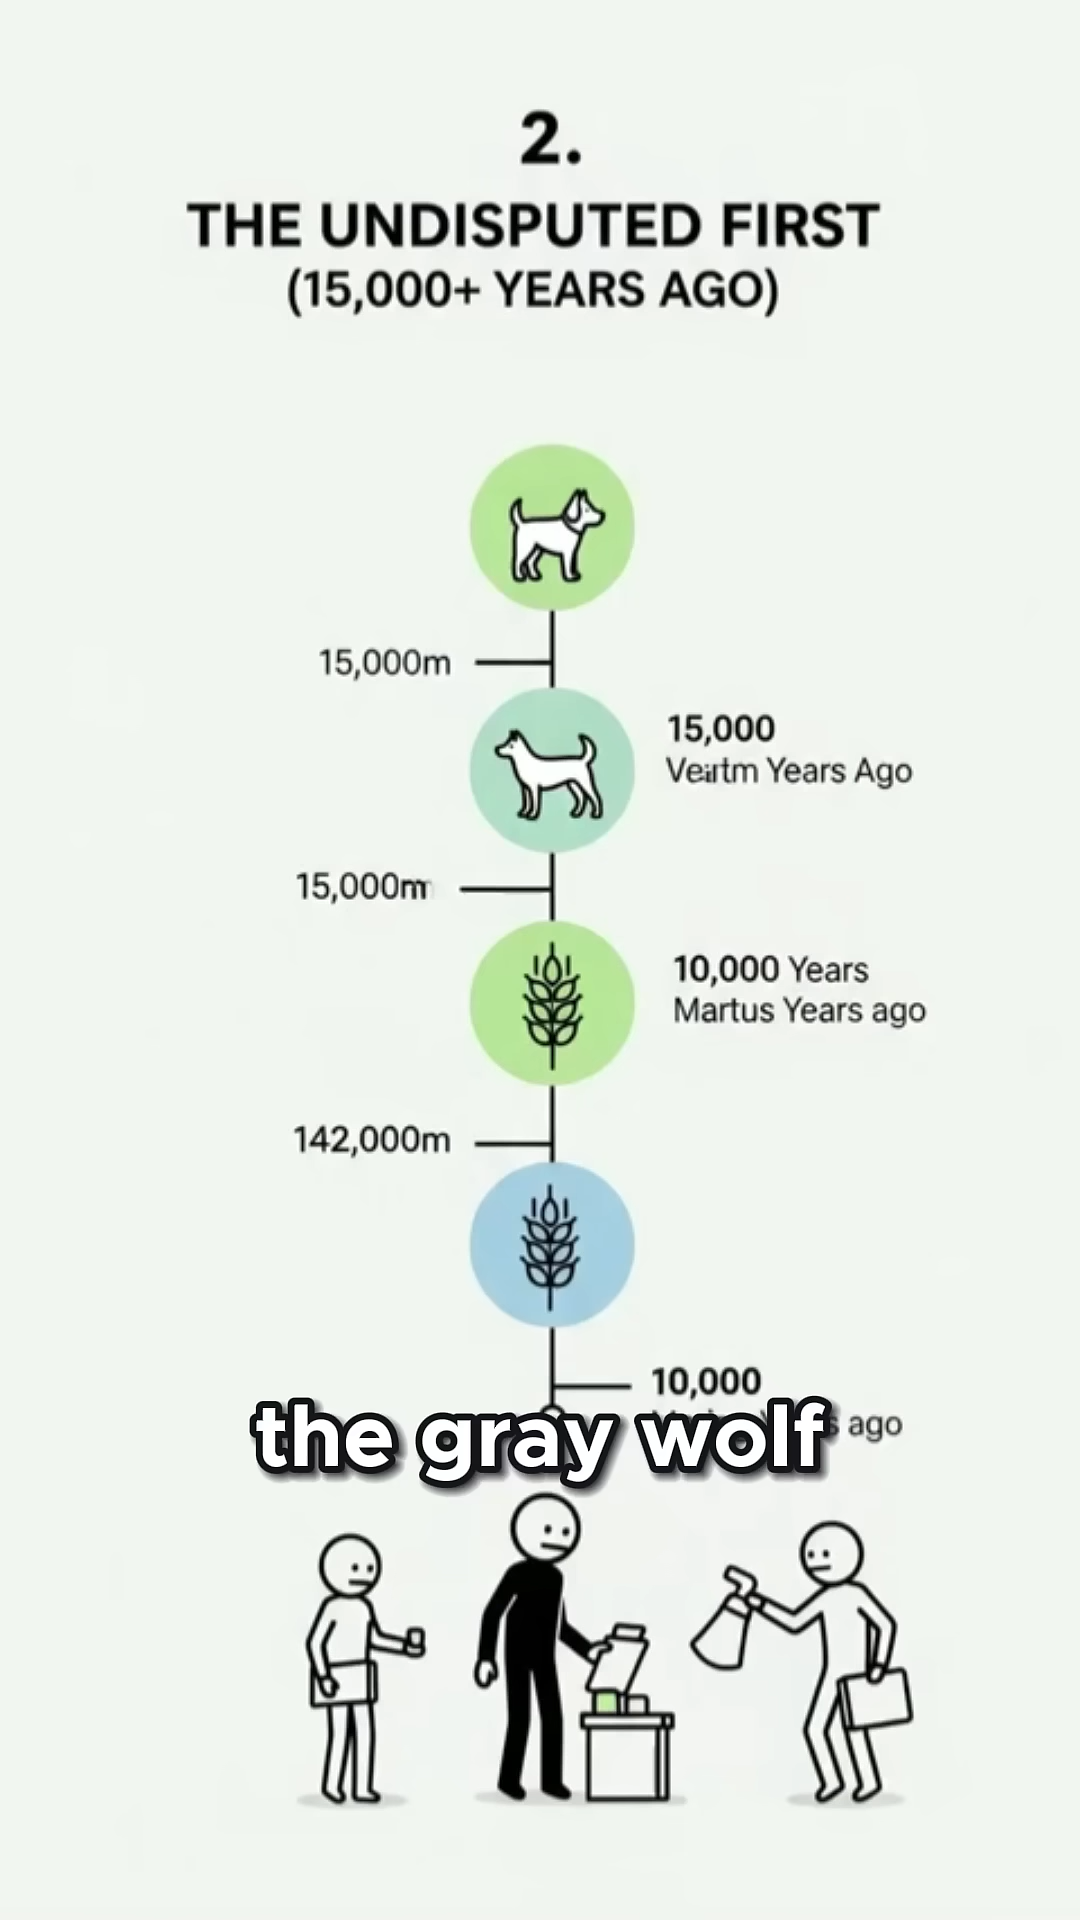 2.
THE UNDISPUTED FIRST
(15,000+ YEARS AGO)
15,000m
15,000
Years Ago
15,000m
10,000 Years
Martus Years ago
142,000m
10,000
ago
the gray wolf